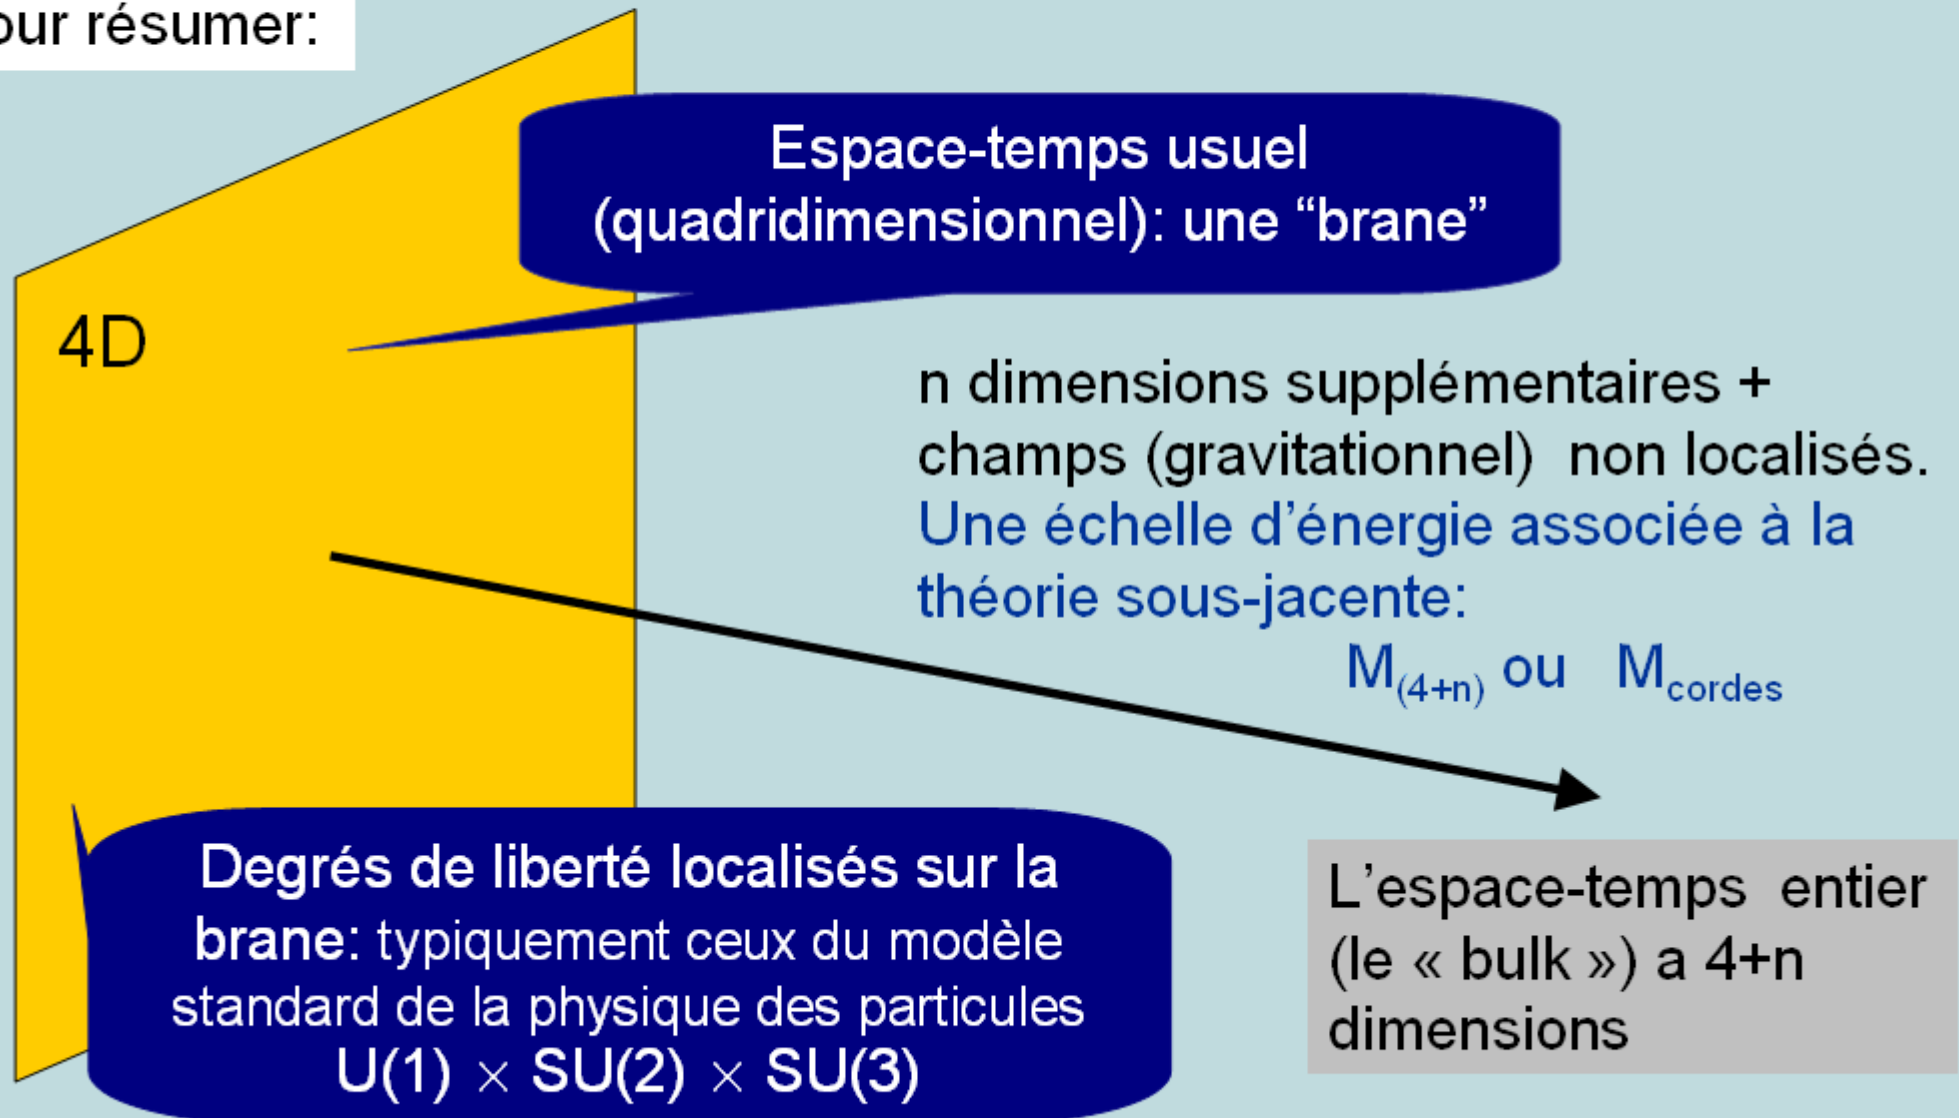 our résumer:
Espace-temps usuel
(quadridimensionnel): une “brane”
4D
n dimensions supplémentaires +
champs (gravitationnel) non localisés.
Une échelle d’énergie associée à la
théorie sous-jacente:
M(4+n) ou M cordes
Degrés de liberté localisés sur la
brane: typiquement ceux du modèle
standard de la physique des particules
U(1) × SU(2) × SU(3)
L’espace-temps entier
(le « bulk ») a 4+n
dimensions